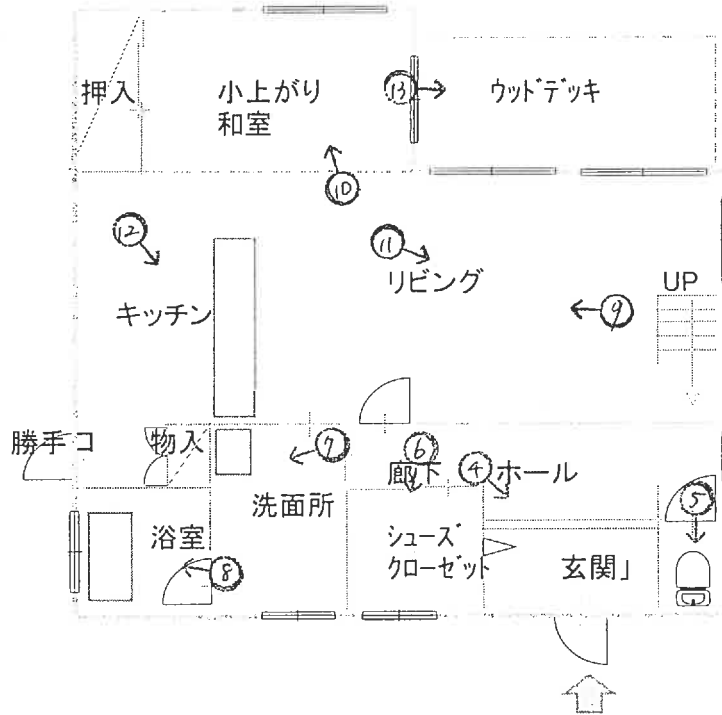 押入
小上がり
和室
⑬
ウッドデッキ
⑩
⑫
⑪
リビング
UP
キッチン
⑨
勝手コ
物入
⑦
⑥
廊下
④
ホール
⑤
洗面所
浴室
⑧
シューズ
クローゼット
玄関」